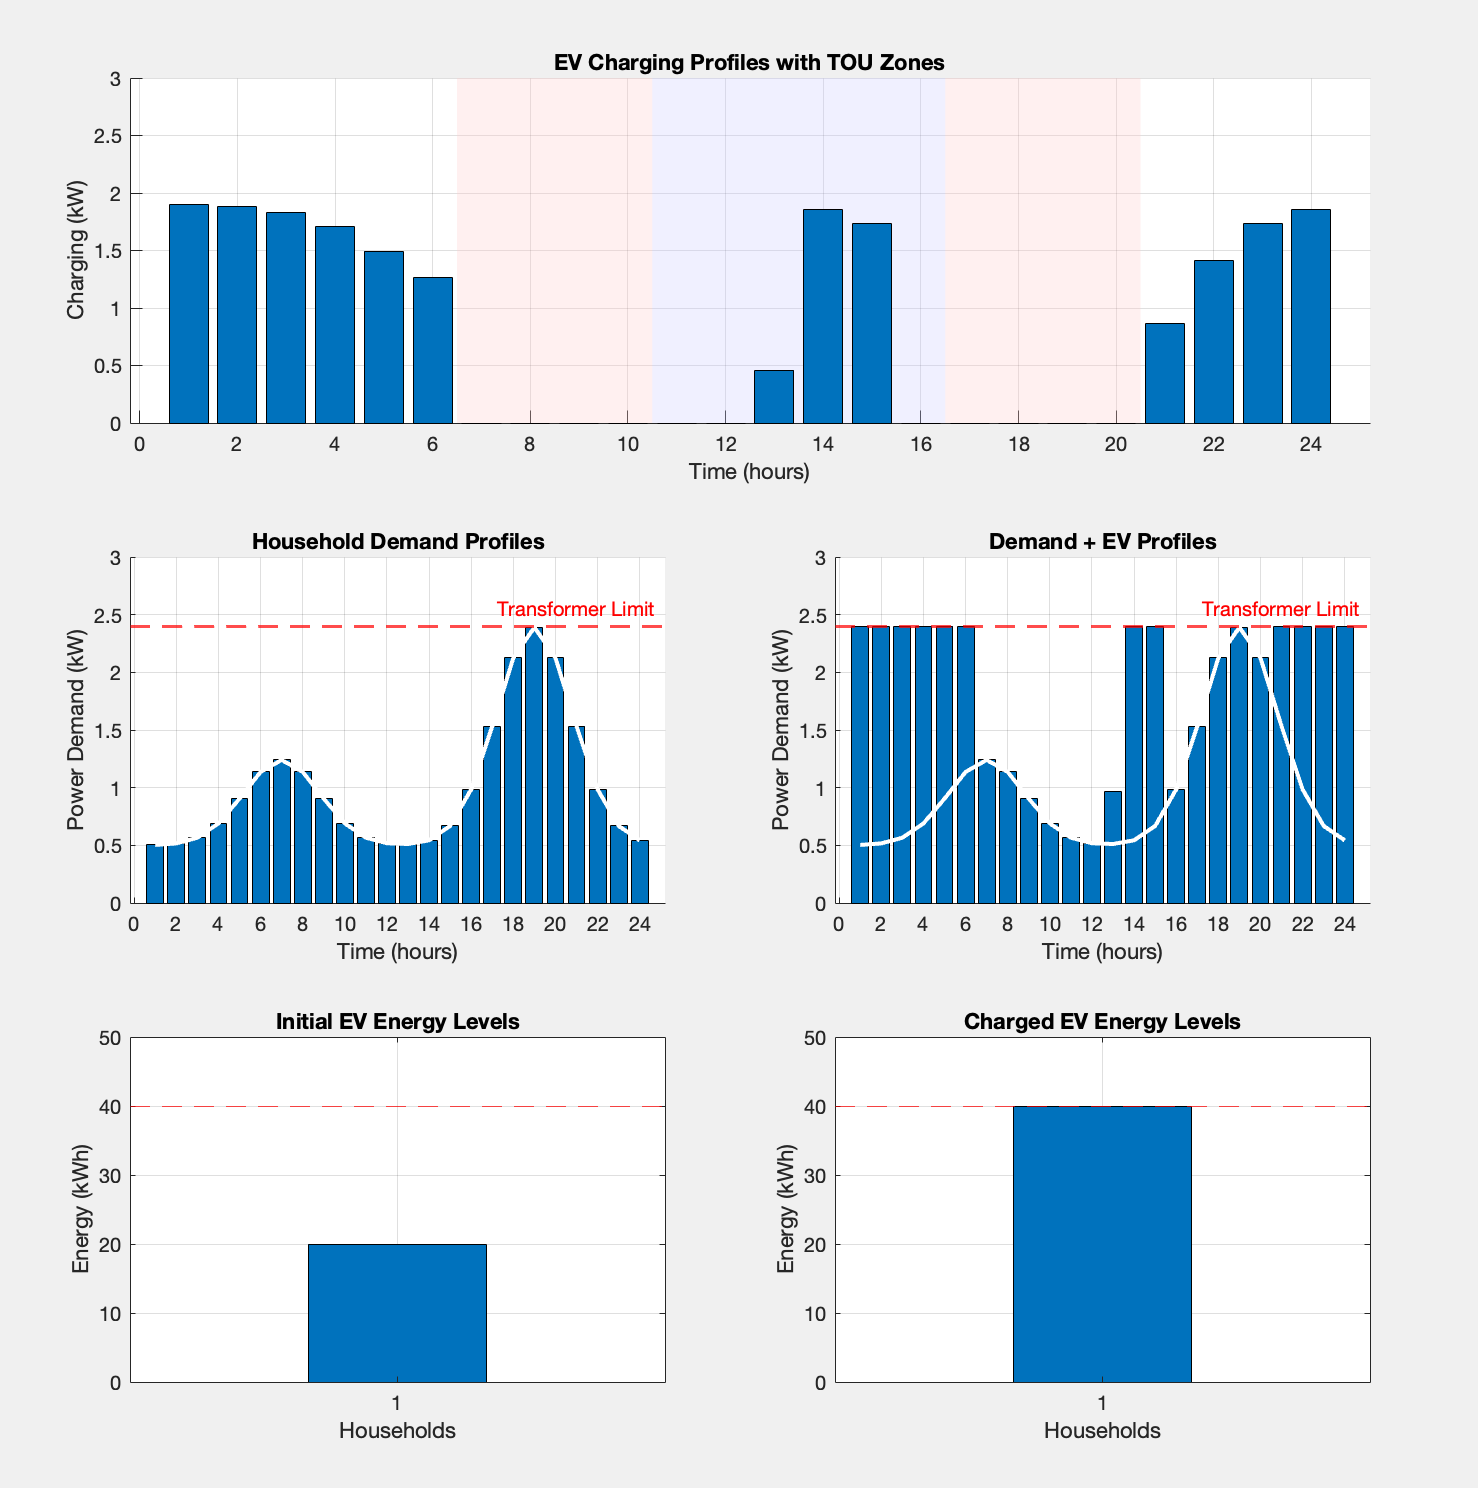 EV Charging Profiles with TOU Zones
3
2.5
2
1.5
1
0.5
0
Charging (kW)
0 2 4 6 8 10 12 14 16 18 20 22 24
Time (hours)
Household Demand Profiles
3
2.5
2
1.5
1
0.5
0
Power Demand (kW)
Transformer Limit
0 2 4 6 8 10 12 14 16 18 20 22 24
Time (hours)
Demand + EV Profiles
3
2.5
2
1.5
1
0.5
0
Power Demand (kW)
Transformer Limit
0 2 4 6 8 10 12 14 16 18 20 22 24
Time (hours)
Initial EV Energy Levels
50
40
30
20
10
0
Energy (kWh)
1
Households
Charged EV Energy Levels
50
40
30
20
10
0
Energy (kWh)
1
Households